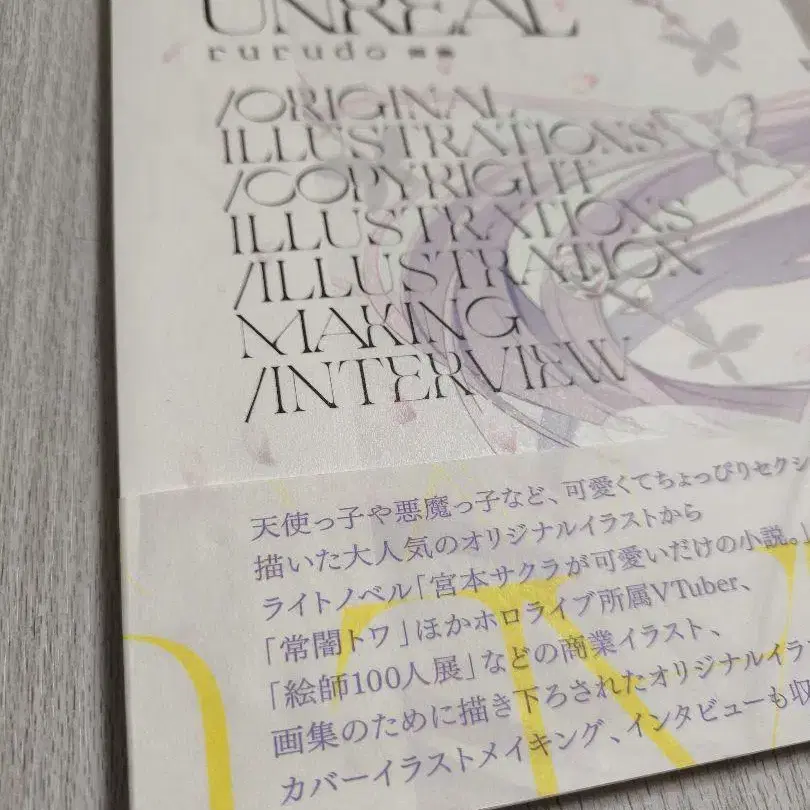 UNREAL
rurudo 画集
/ORIGINAL
ILLUSTRATIONS
/COPYRIGHT
ILLUSTRATIONS
/ILLUSTRATION
MAKING
/INTERVIEW
天使っ子や悪魔っ子など、可愛くてちょっぴりセクシ
描いた大人気のオリジナルイラストから
ライトノベル「宮本サクラが可愛いだけの小説。」
「常闇トワ」ほかホロライブ所属VTuber、
「絵師100人展」などの商業イラスト、
画集のために描き下ろされたオリジナルイラ
カバーイラストメイキング、インタビューも収